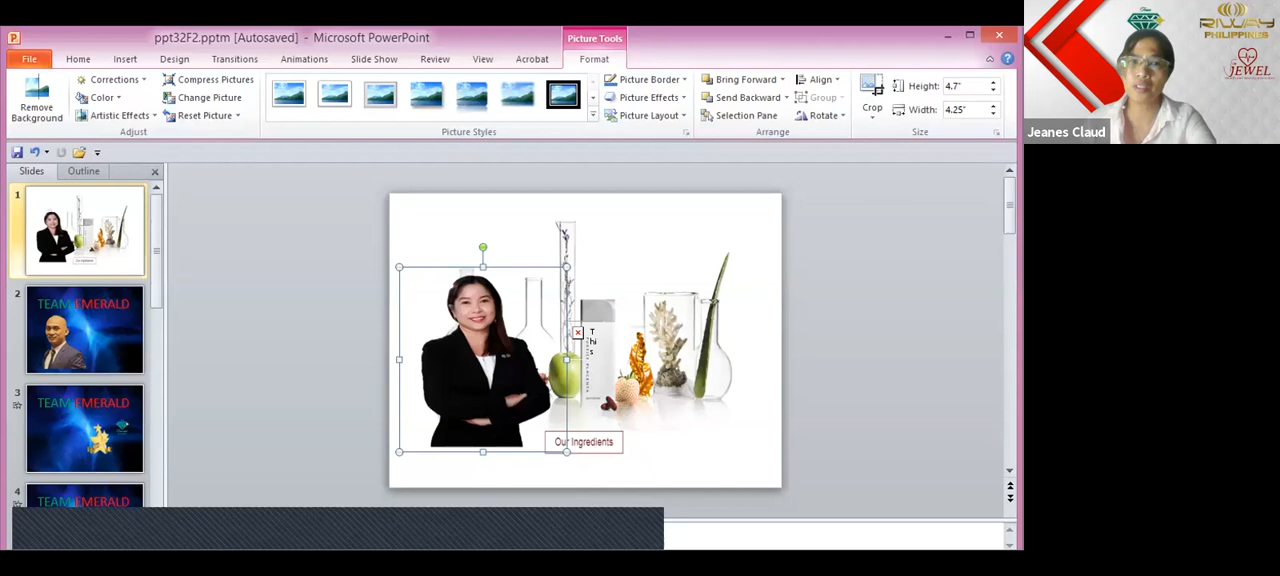 ppt32F2.pptm [Autosaved] - Microsoft PowerPoint
Picture Tools
File Home Insert Design Transitions Animations Slide Show Review View Acrobat Format
Remove Background
Corrections
Color
Artistic Effects
Compress Pictures
Change Picture
Reset Picture
Adjust
Picture Styles
Picture Border
Picture Effects
Picture Layout
Bring Forward
Send Backward
Selection Pane
Align
Group
Rotate
Arrange
Crop
Height: 4.7"
Width: 4.25"
Size
Slides Outline
1
2
TEAM EMERALD
3
TEAM EMERALD
4
TEAM EMERALD
T
hi
s
Our Ingredients
RIWAY
PHILIPPINES
JEWEL
Jeanes Claud